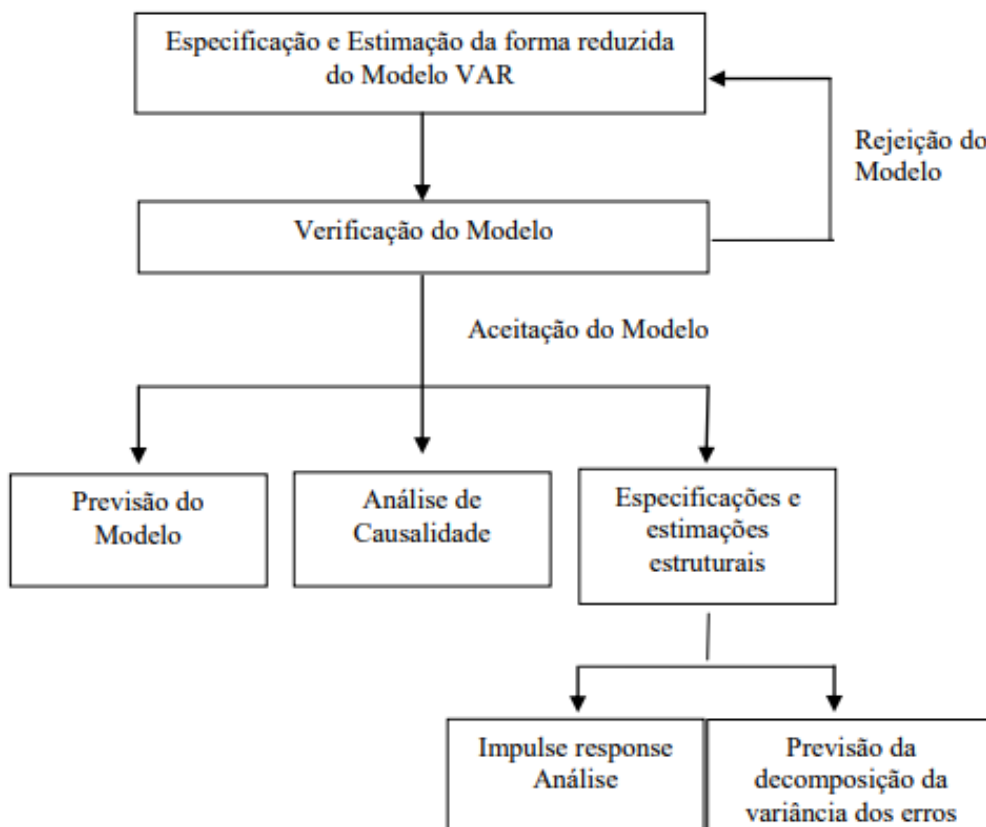 Especificação e Estimação da forma reduzida
do Modelo VAR
Rejeição do
Modelo
Verificação do Modelo
Aceitação do Modelo
Previsão do
Modelo
Análise de
Causalidade
Especificações e
estimações
estruturais
Impulse response
Análise
Previsão da
decomposição da
variância dos erros